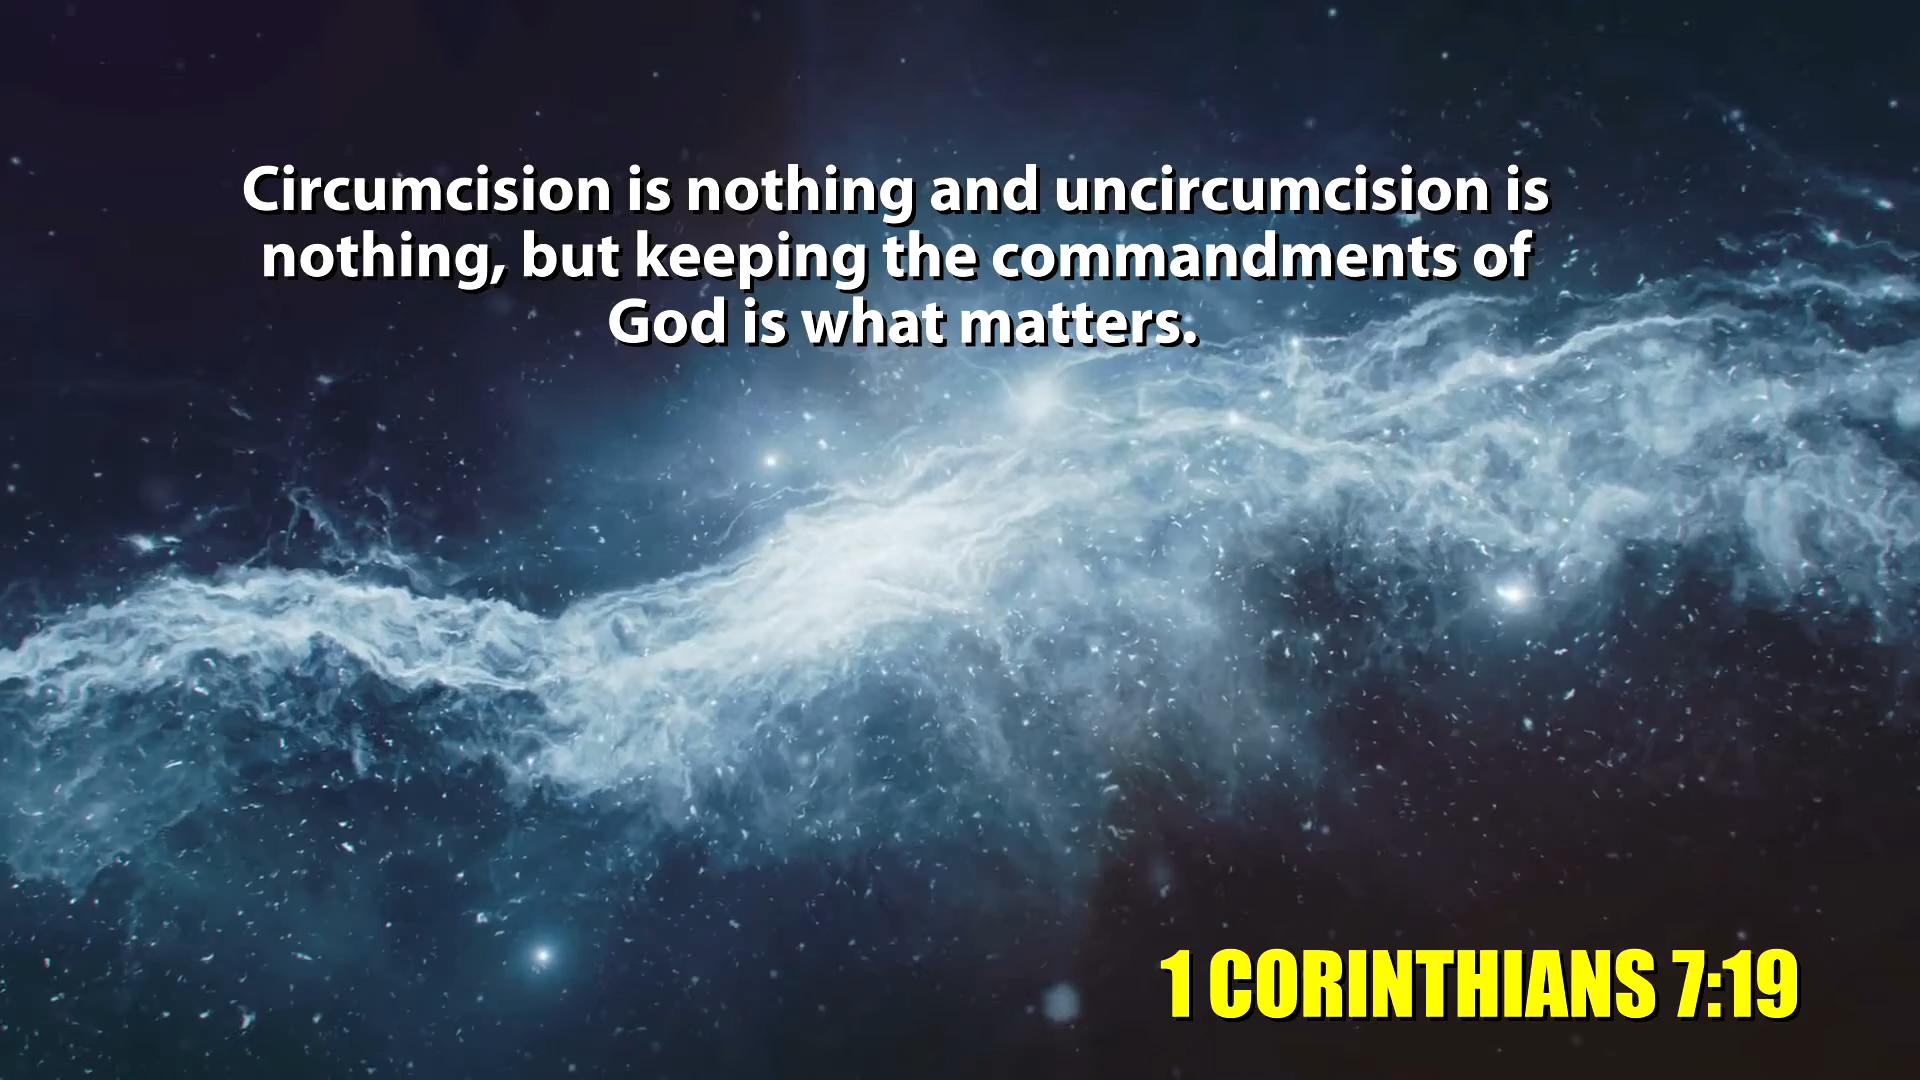 Circumcision is nothing and uncircumcision is
nothing, but keeping the commandments of
God is what matters.
1 CORINTHIANS 7:19